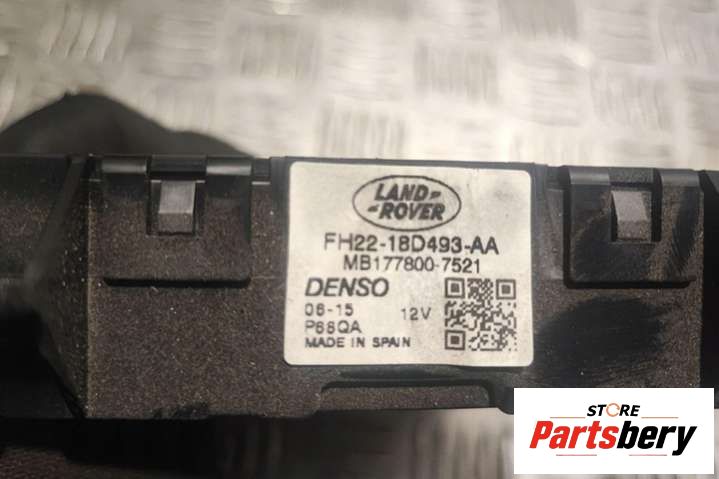 LAND-
-ROVER
FH22-18D493-AA
MB177800-7521
DENSO
06-15 12V
P68QA
MADE IN SPAIN
STORE
Partsbery